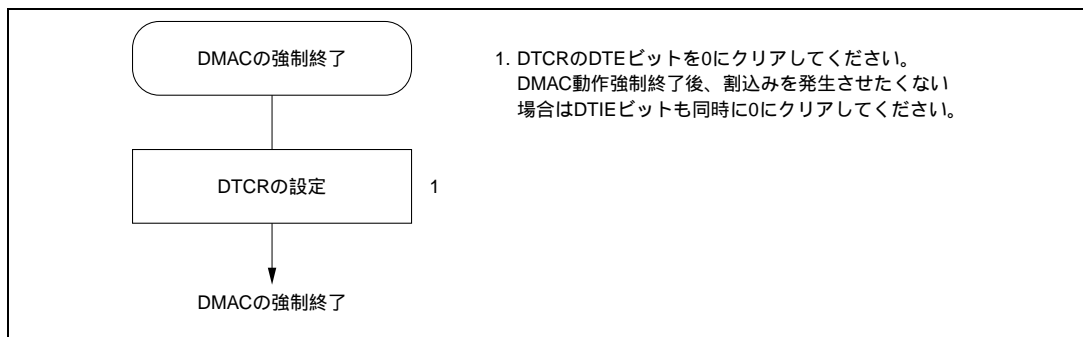 DMACの強制終了
1. DTCRのDTEビットを0にクリアしてください。
DMAC動作強制終了後、割込みを発生させたくない
場合はDTIEビットも同時に0にクリアしてください。
DTCRの設定
1
DMACの強制終了